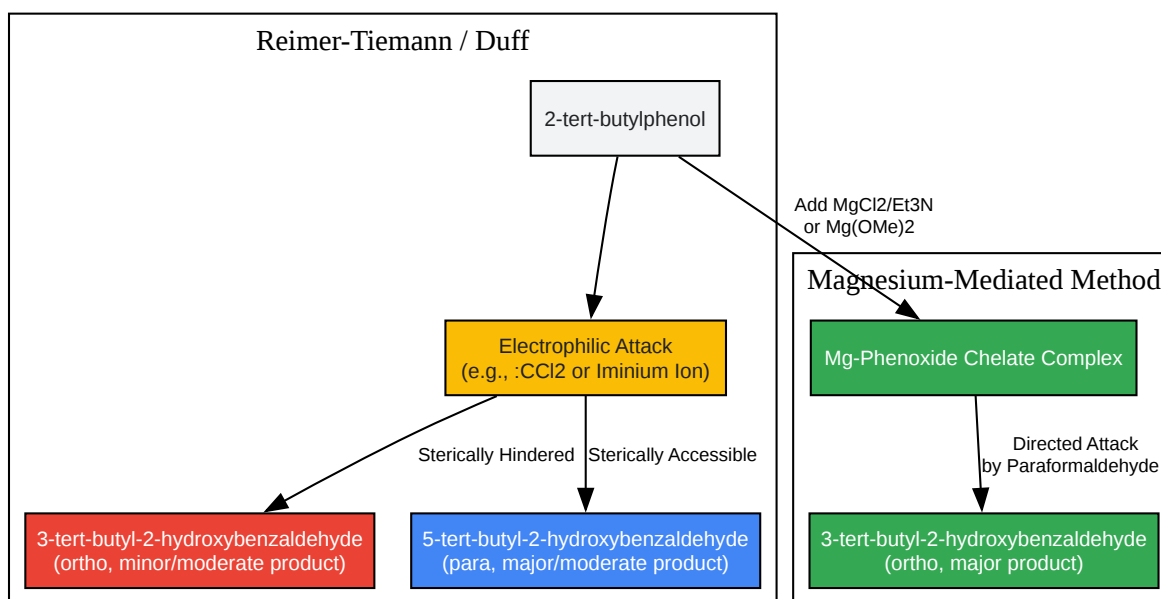 Reimer-Tiemann / Duff
2-tert-butylphenol
Add MgCl2/Et3N
or Mg(OMe)2
Magnesium-Mediated Method
Electrophilic Attack
(e.g., :CCl2 or Iminium Ion)
Mg-Phenoxide Chelate Complex
Sterically Hindered
Sterically Accessible
Directed Attack
by Paraformaldehyde
3-tert-butyl-2-hydroxybenzaldehyde
(ortho, minor/moderate product)
5-tert-butyl-2-hydroxybenzaldehyde
(para, major/moderate product)
3-tert-butyl-2-hydroxybenzaldehyde
(ortho, major product)